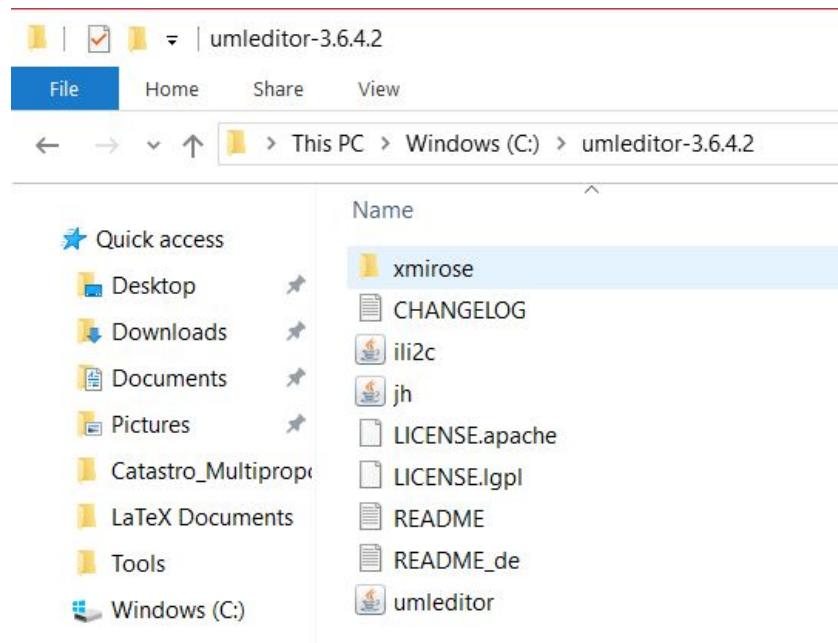 umleditor-3.6.4.2
File Home Share View
This PC > Windows (C:) > umleditor-3.6.4.2
Name
Quick access
Desktop
Downloads
Documents
Pictures
Catastro_Multipropo
LaTeX Documents
Tools
Windows (C:)
xmirose
CHANGELOG
ili2c
jh
LICENSE.apache
LICENSE.lgpl
README
README_de
umleditor